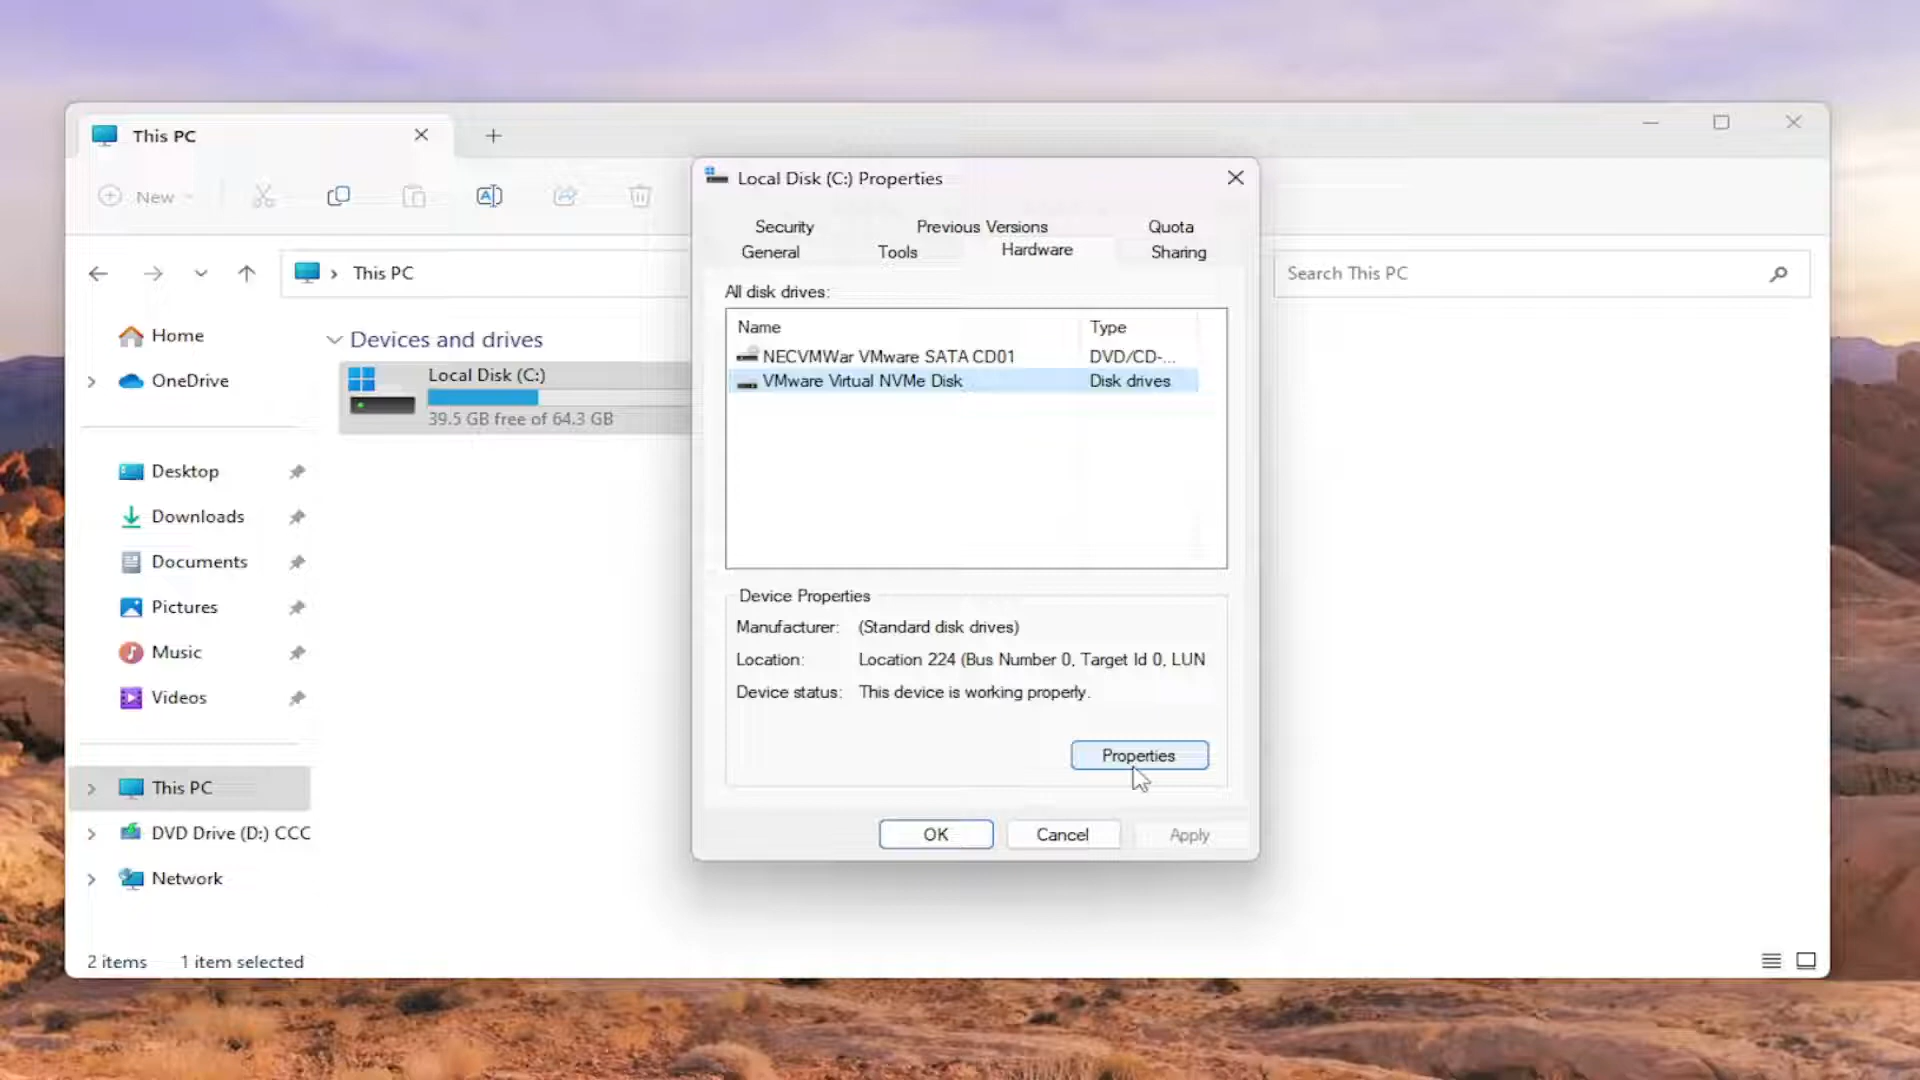 This PC
New
This PC
Search This PC
Home
OneDrive
Desktop
Downloads
Documents
Pictures
Music
Videos
This PC
DVD Drive (D:) CCC
Network
Devices and drives
Local Disk (C:)
39.5 GB free of 64.3 GB
2 items 1 item selected
Local Disk (C:) Properties
Security Previous Versions Quota
General Tools Hardware Sharing
All disk drives:
Name Type
NECVMWar VMware SATA CD01 DVD/CD-...
VMware Virtual NVMe Disk Disk drives
Device Properties
Manufacturer: (Standard disk drives)
Location: Location 224 (Bus Number 0, Target Id 0, LUN
Device status: This device is working properly.
Properties
OK Cancel Apply